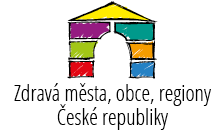 Zdravá města, obce, regiony
České republiky